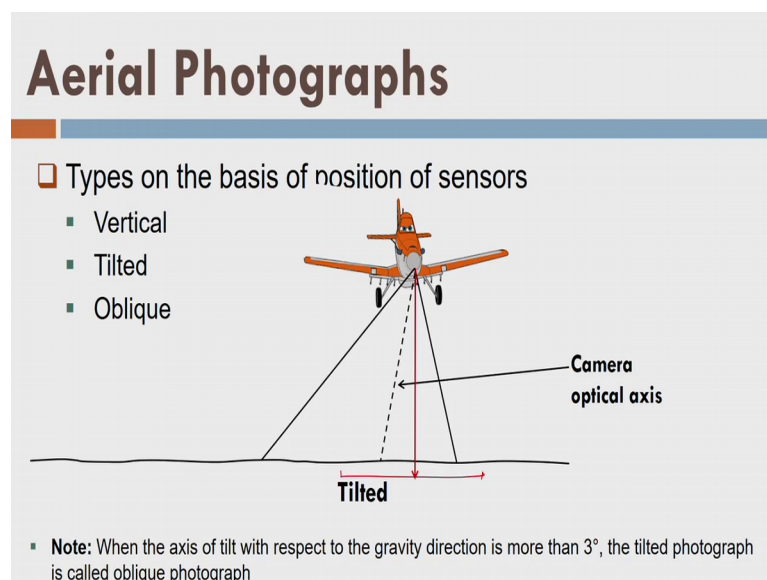 Aerial Photographs
Types on the basis of position of sensors
Vertical
Tilted
Oblique
Camera
optical axis
Tilted
Note: When the axis of tilt with respect to the gravity direction is more than 3°, the tilted photograph
is called oblique photograph